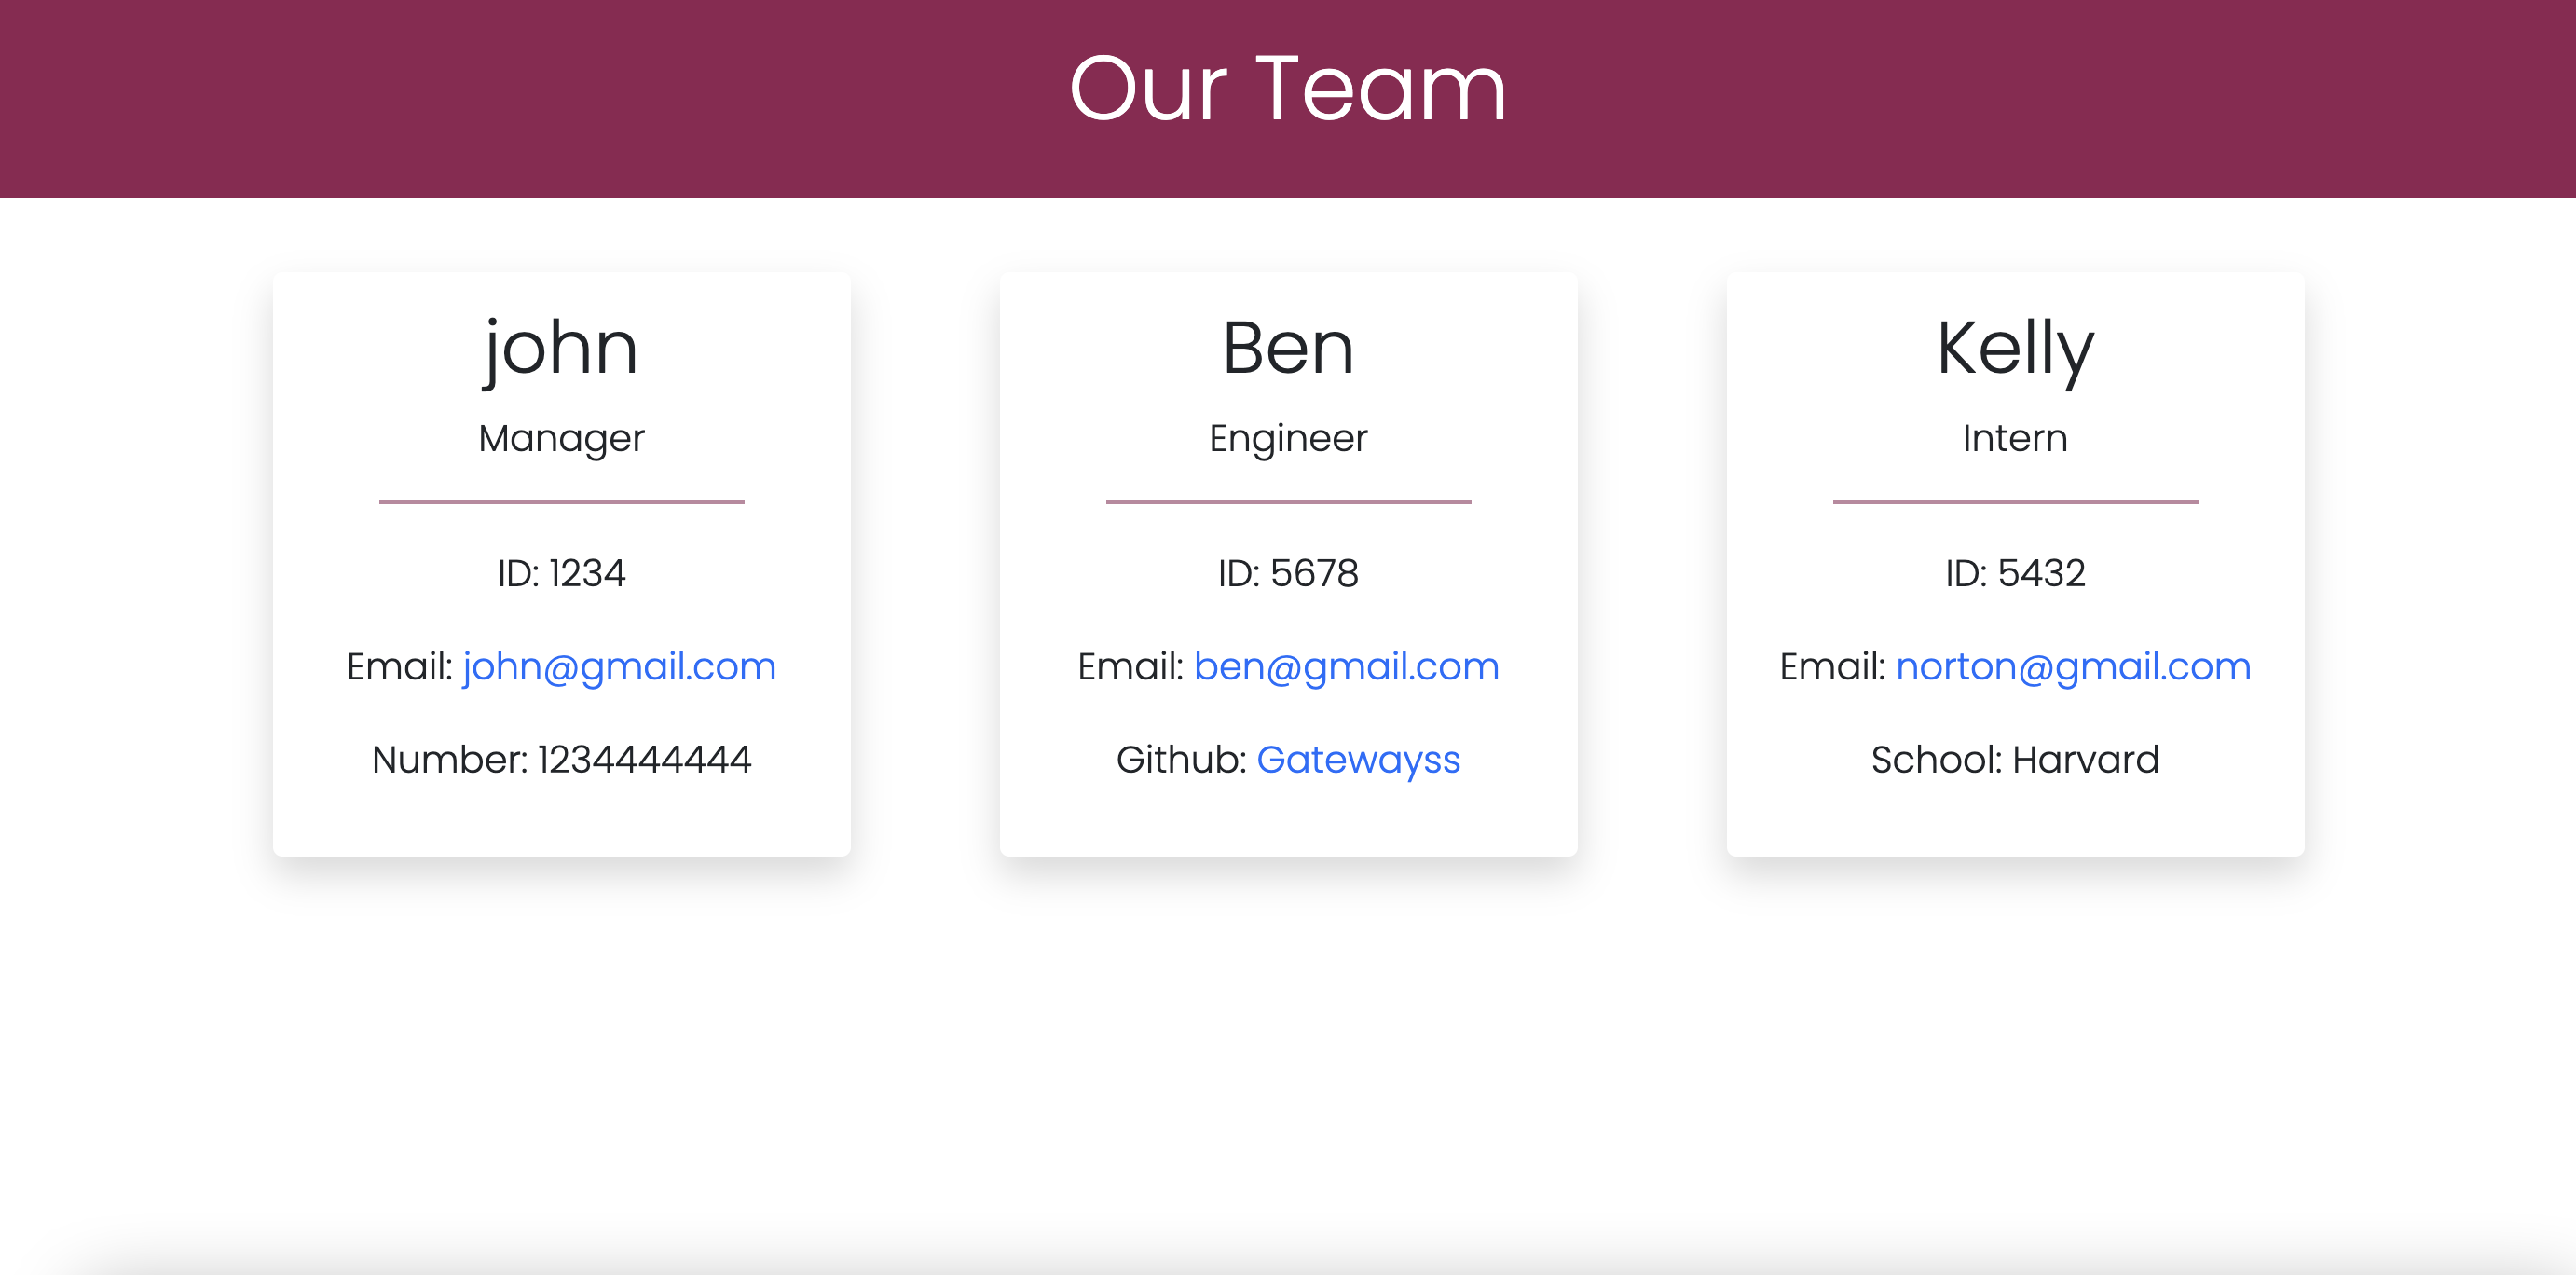 Our Team
john
Manager
ID: 1234
Email: john@gmail.com
Number: 1234444444
Ben
Engineer
ID: 5678
Email: ben@gmail.com
Github: Gatewayss
Kelly
Intern
ID: 5432
Email: norton@gmail.com
School: Harvard